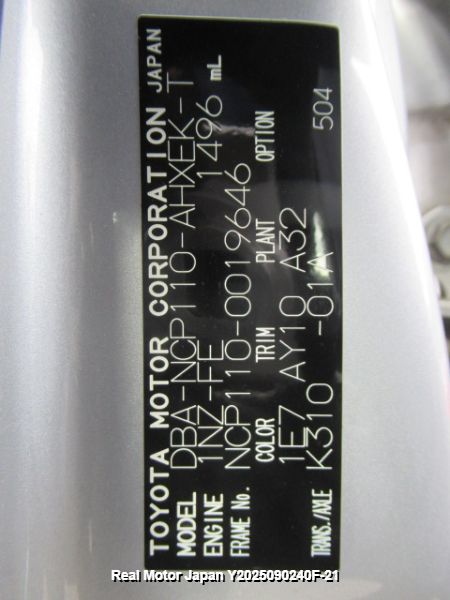 TOYOTA MOTOR CORPORATION JAPAN
MODEL DBA-NCP110-AHXEK-T
ENGINE 1NZ-FE 1496 mL
FRAME No. NCP110-0019646
COLOR TRIM PLANT OPTION
1E7 AY10 A32
TRANS./AXLE K310 -01A 504
Real Motor Japan Y2025090240F-21